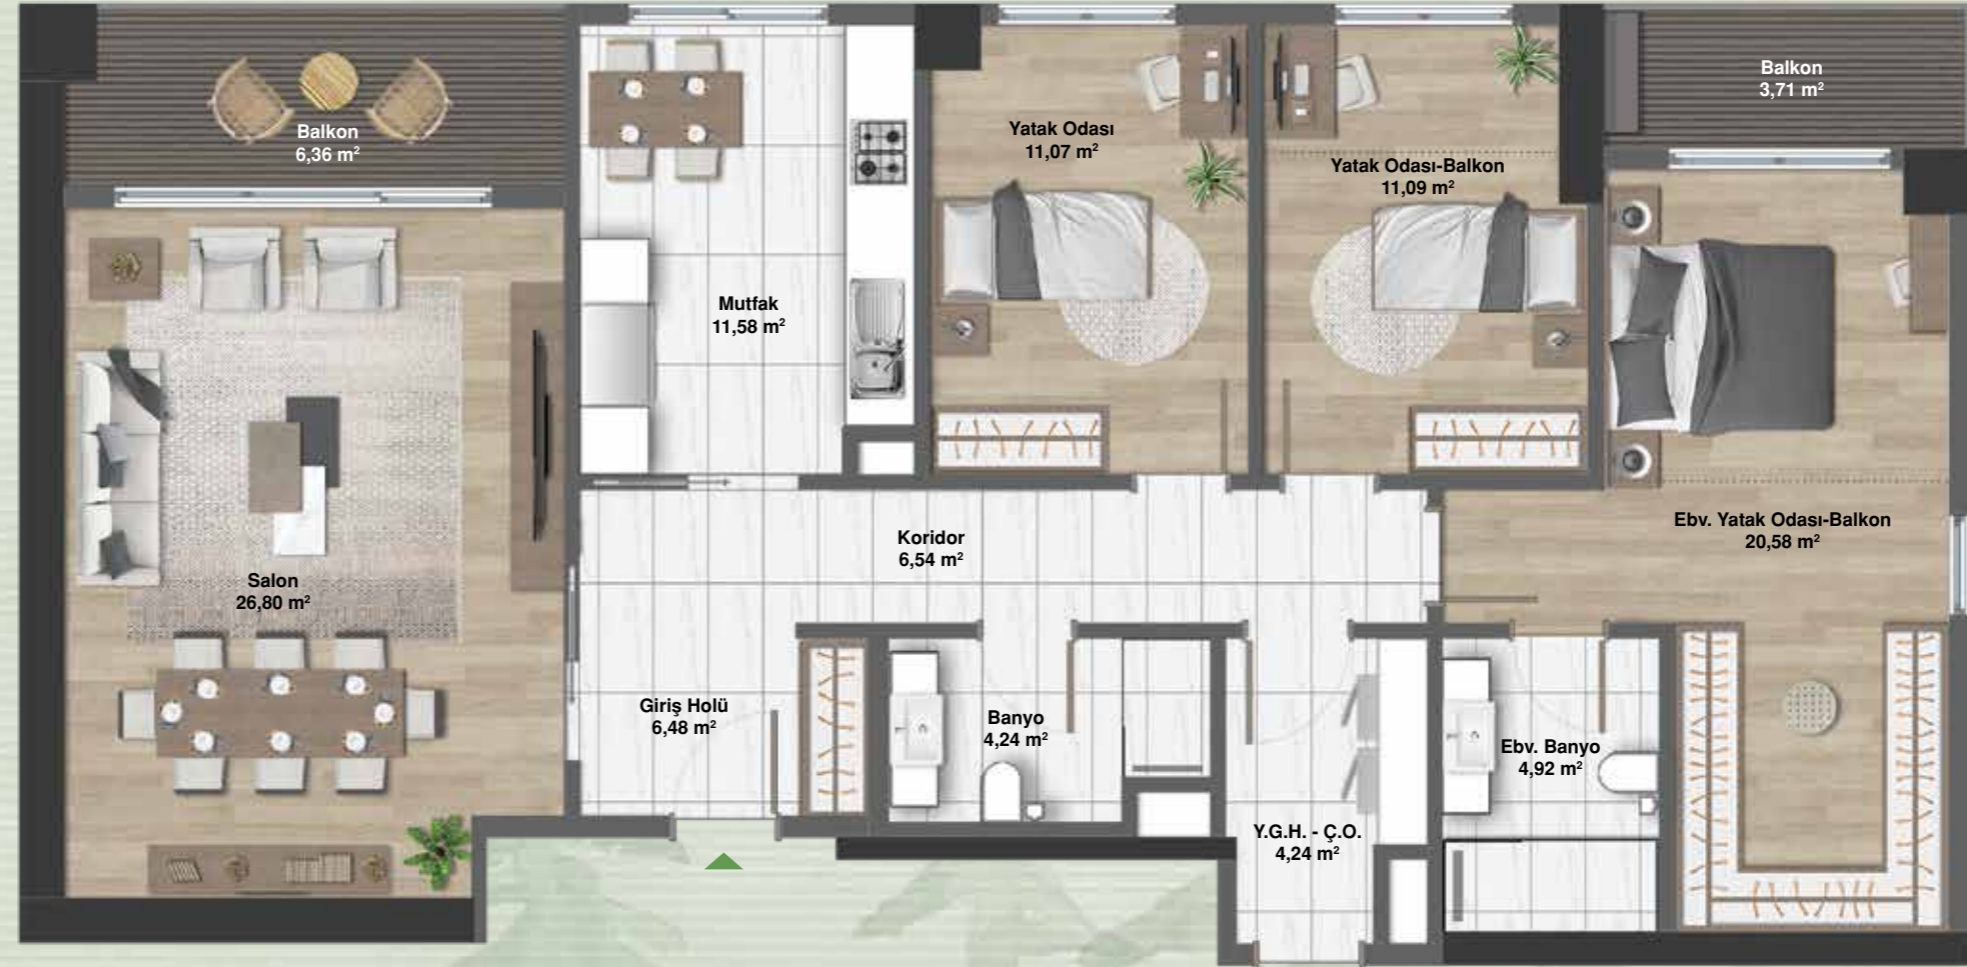 Balkon
6,36 m²
Yatak Odası
11,07 m²
Yatak Odası-Balkon
11,09 m²
Balkon
3,71 m²
Mutfak
11,58 m²
Salon
26,80 m²
Koridor
6,54 m²
Ebv. Yatak Odası-Balkon
20,58 m²
Giriş Holü
6,48 m²
Banyo
4,24 m²
Ebv. Banyo
4,92 m²
Y.G.H. - Ç.O.
4,24 m²